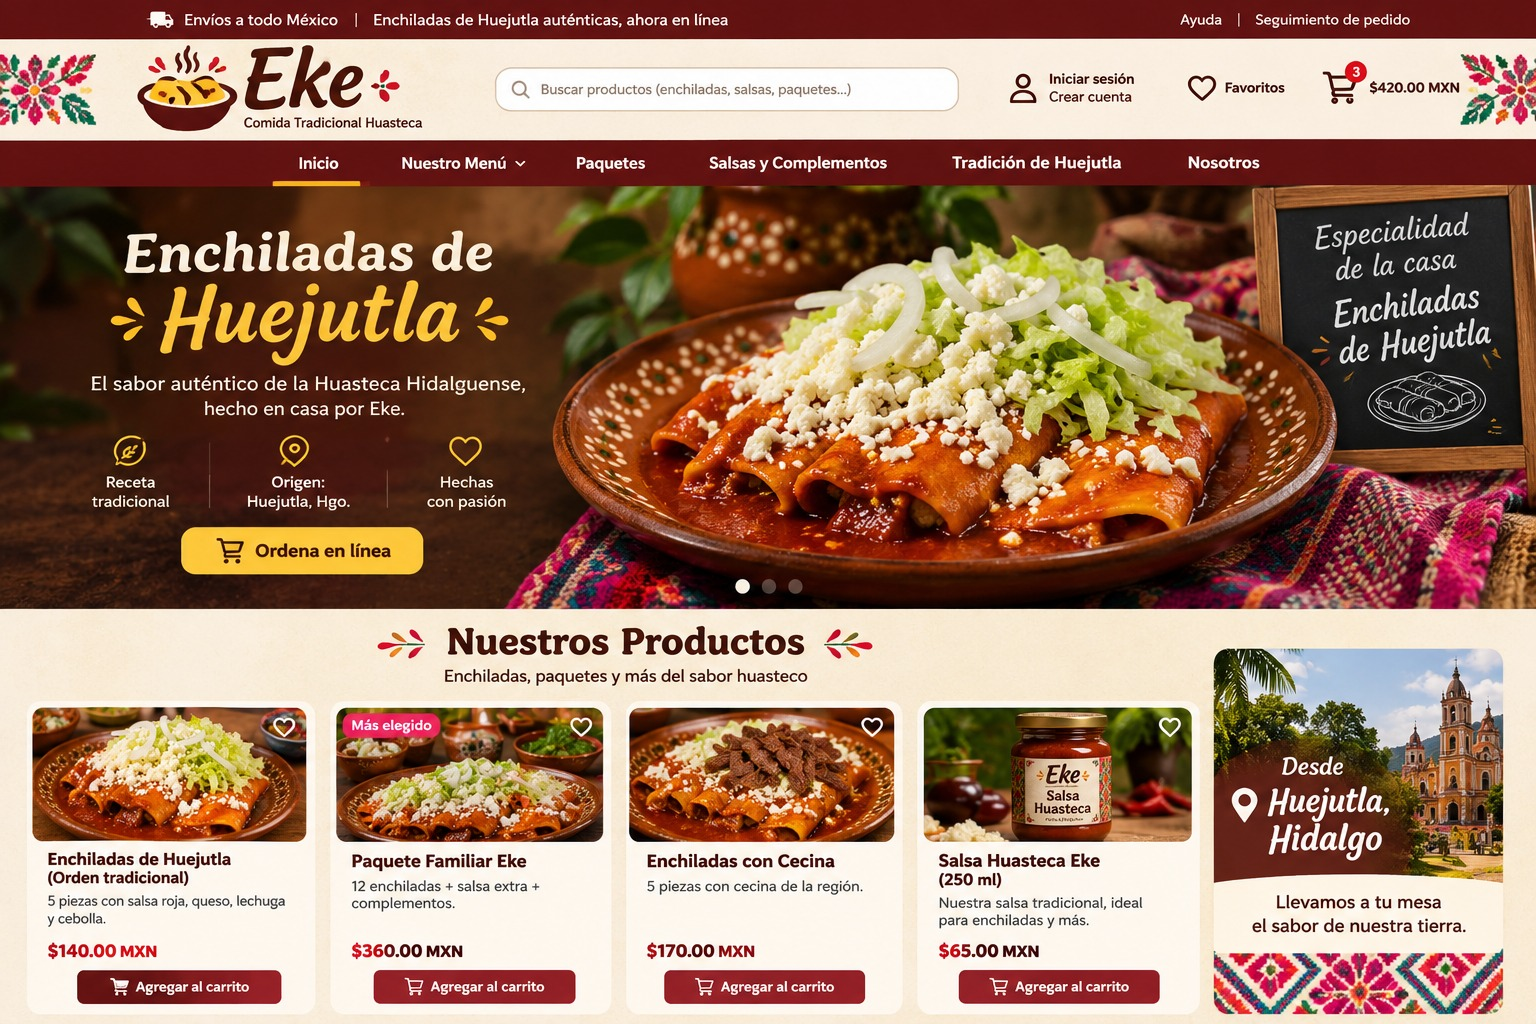 Envíos a todo México | Enchiladas de Huejutla auténticas, ahora en línea
Ayuda | Seguimiento de pedido
Eke
Comida Tradicional Huasteca
Buscar productos (enchiladas, salsas, paquetes...)
Iniciar sesión
Crear cuenta
Favoritos
3
$420.00 MXN
Inicio
Nuestro Menú
Paquetes
Salsas y Complementos
Tradición de Huejutla
Nosotros
Enchiladas de
Huejutla
El sabor auténtico de la Huasteca Hidalguense,
hecho en casa por Eke.
Receta
tradicional
Origen:
Huejutla, Hgo.
Hechas
con pasión
Ordena en línea
Especialidad
de la casa
Enchiladas
de Huejutla
Nuestros Productos
Enchiladas, paquetes y más del sabor huasteco
Enchiladas de Huejutla
(Orden tradicional)
5 piezas con salsa roja, queso, lechuga
y cebolla.
$140.00 MXN
Agregar al carrito
Más elegido
Paquete Familiar Eke
12 enchiladas + salsa extra +
complementos.
$360.00 MXN
Agregar al carrito
Enchiladas con Cecina
5 piezas con cecina de la región.
$170.00 MXN
Agregar al carrito
Eke
Salsa
Huasteca
Salsa Huasteca Eke
(250 ml)
Nuestra salsa tradicional, ideal
para enchiladas y más.
$65.00 MXN
Agregar al carrito
Desde
Huejutla,
Hidalgo
Llevamos a tu mesa
el sabor de nuestra tierra.